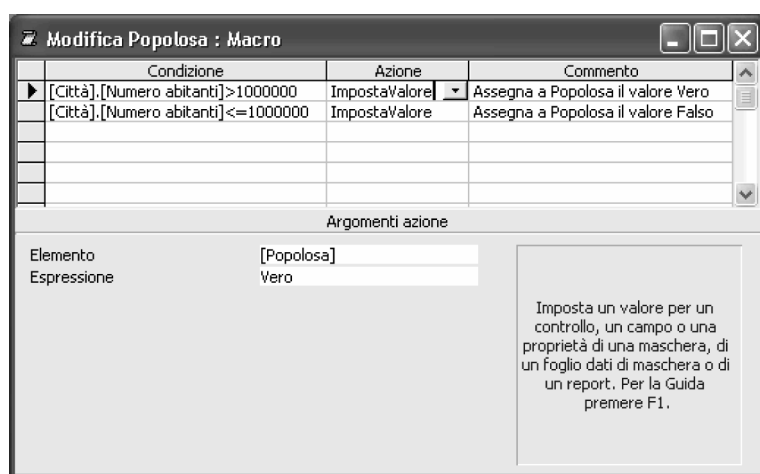 Modifica Popolosa : Macro
Condizione Azione Commento
[Città].[Numero abitanti]>1000000 ImpostaValore Assegna a Popolosa il valore Vero
[Città].[Numero abitanti]<=1000000 ImpostaValore Assegna a Popolosa il valore Falso
Argomenti azione
Elemento [Popolosa]
Espressione Vero
Imposta un valore per un
controllo, un campo o una
proprietà di una maschera, di
un foglio dati di maschera o di
un report. Per la Guida
premere F1.